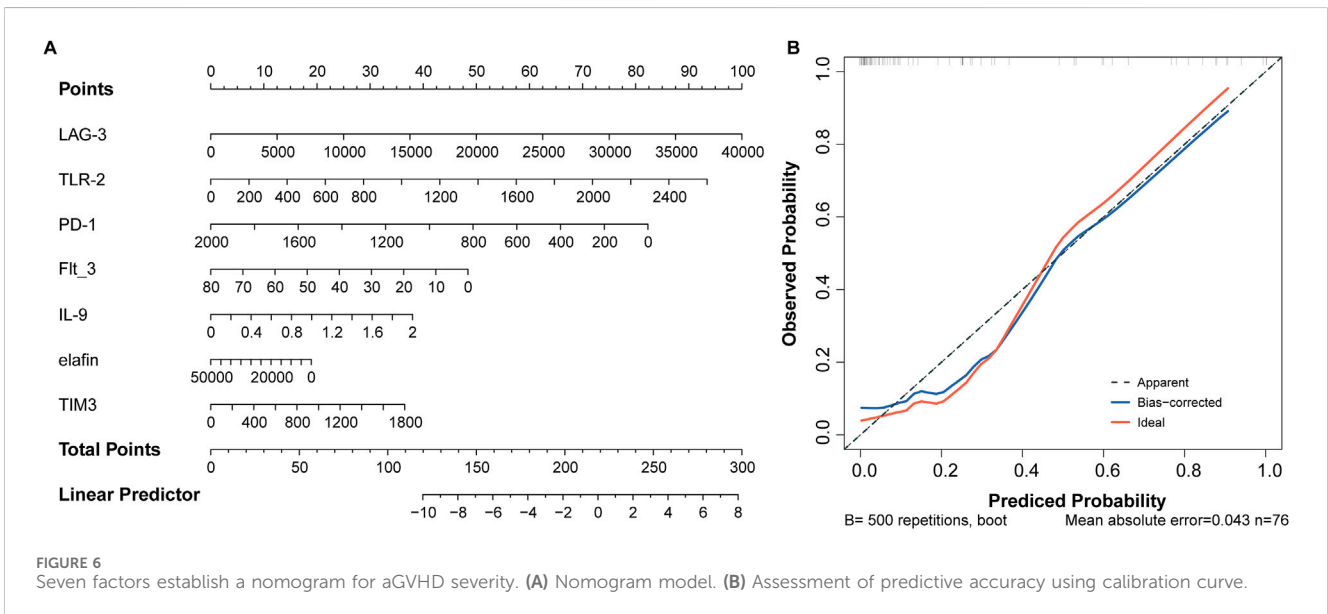 A
Points
0 10 20 30 40 50 60 70 80 90 100
LAG-3
0 5000 10000 15000 20000 25000 30000 35000 40000
TLR-2
0 200 400 600 800 1200 1600 2000 2400
PD-1
2000 1600 1200 800 600 400 200 0
Flt_3
80 70 60 50 40 30 20 10 0
IL-9
0 0.4 0.8 1.2 1.6 2
elafin
50000 20000 0
TIM3
0 400 800 1200 1800
Total Points
0 50 100 150 200 250 300
Linear Predictor
−10 −8 −6 −4 −2 0 2 4 6 8
B
Observed Probability
1.0
0.8
0.6
0.4
0.2
0.0
Apparent
Bias-corrected
Ideal
0.0 0.2 0.4 0.6 0.8 1.0
Prediced Probability
B= 500 repetitions, boot Mean absolute error=0.043 n=76
FIGURE 6
Seven factors establish a nomogram for aGVHD severity. (A) Nomogram model. (B) Assessment of predictive accuracy using calibration curve.